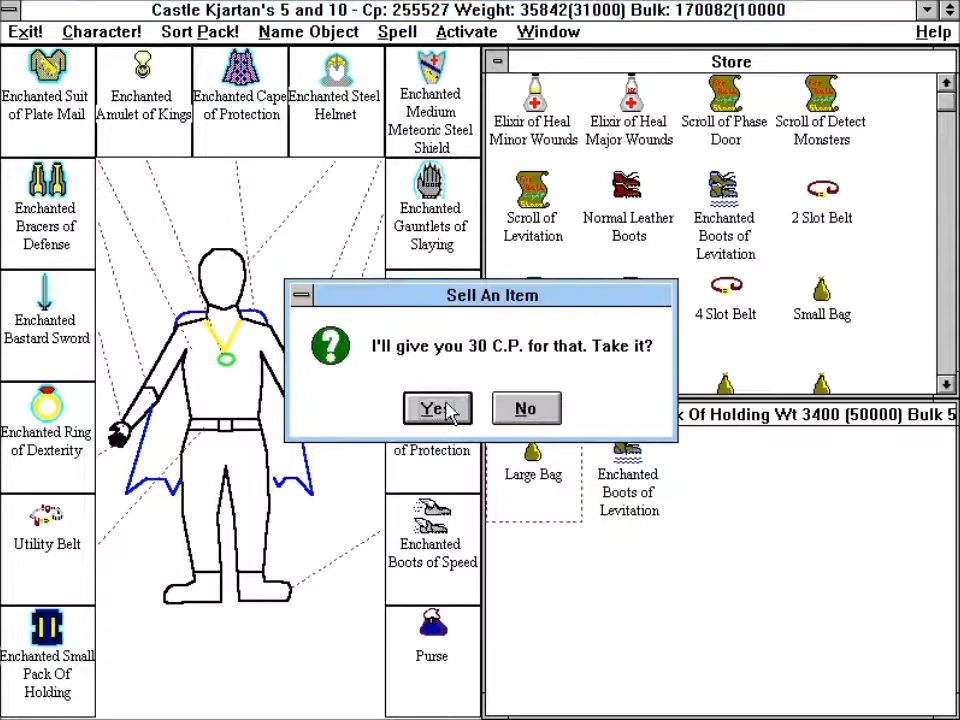 Castle Kjartan's 5 and 10 - Cp: 255527 Weight: 35842(31000) Bulk: 170082(10000
Exit! Character! Sort Pack! Name Object Spell Activate Window Help
Enchanted Suit
of Plate Mail
Enchanted
Amulet of Kings
Enchanted Cape
of Protection
Enchanted Steel
Helmet
Enchanted
Medium
Meteoric Steel
Shield
Enchanted
Bracers of
Defense
Enchanted
Gauntlets of
Slaying
Enchanted
Bastard Sword
Enchanted Ring
of Dexterity
of Protection
Utility Belt
Enchanted
Boots of Speed
Enchanted Small
Pack Of
Holding
Purse
Store
Elixir of Heal
Minor Wounds
Elixir of Heal
Major Wounds
Scroll of Phase
Door
Scroll of Detect
Monsters
Scroll of
Levitation
Normal Leather
Boots
Enchanted
Boots of
Levitation
2 Slot Belt
4 Slot Belt
Small Bag
Sell An Item
?
I'll give you 30 C.P. for that. Take it?
Yes
No
k Of Holding Wt 3400 (50000) Bulk 5
Large Bag
Enchanted
Boots of
Levitation